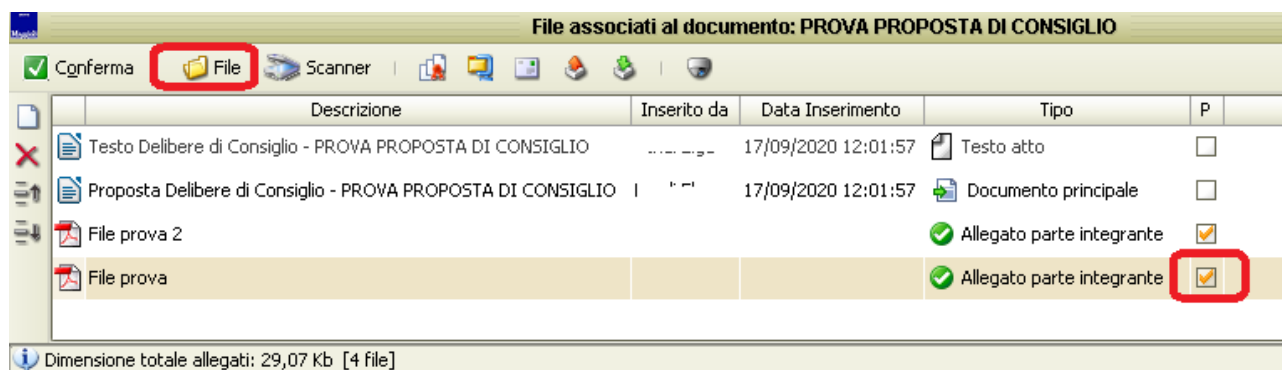 File associati al documento: PROVA PROPOSTA DI CONSIGLIO
Conferma File Scanner
Descrizione Inserito da Data Inserimento Tipo P
Testo Delibere di Consiglio - PROVA PROPOSTA DI CONSIGLIO 17/09/2020 12:01:57 Testo atto
Proposta Delibere di Consiglio - PROVA PROPOSTA DI CONSIGLIO 17/09/2020 12:01:57 Documento principale
File prova 2 Allegato parte integrante
File prova Allegato parte integrante
Dimensione totale allegati: 29,07 Kb [4 file]